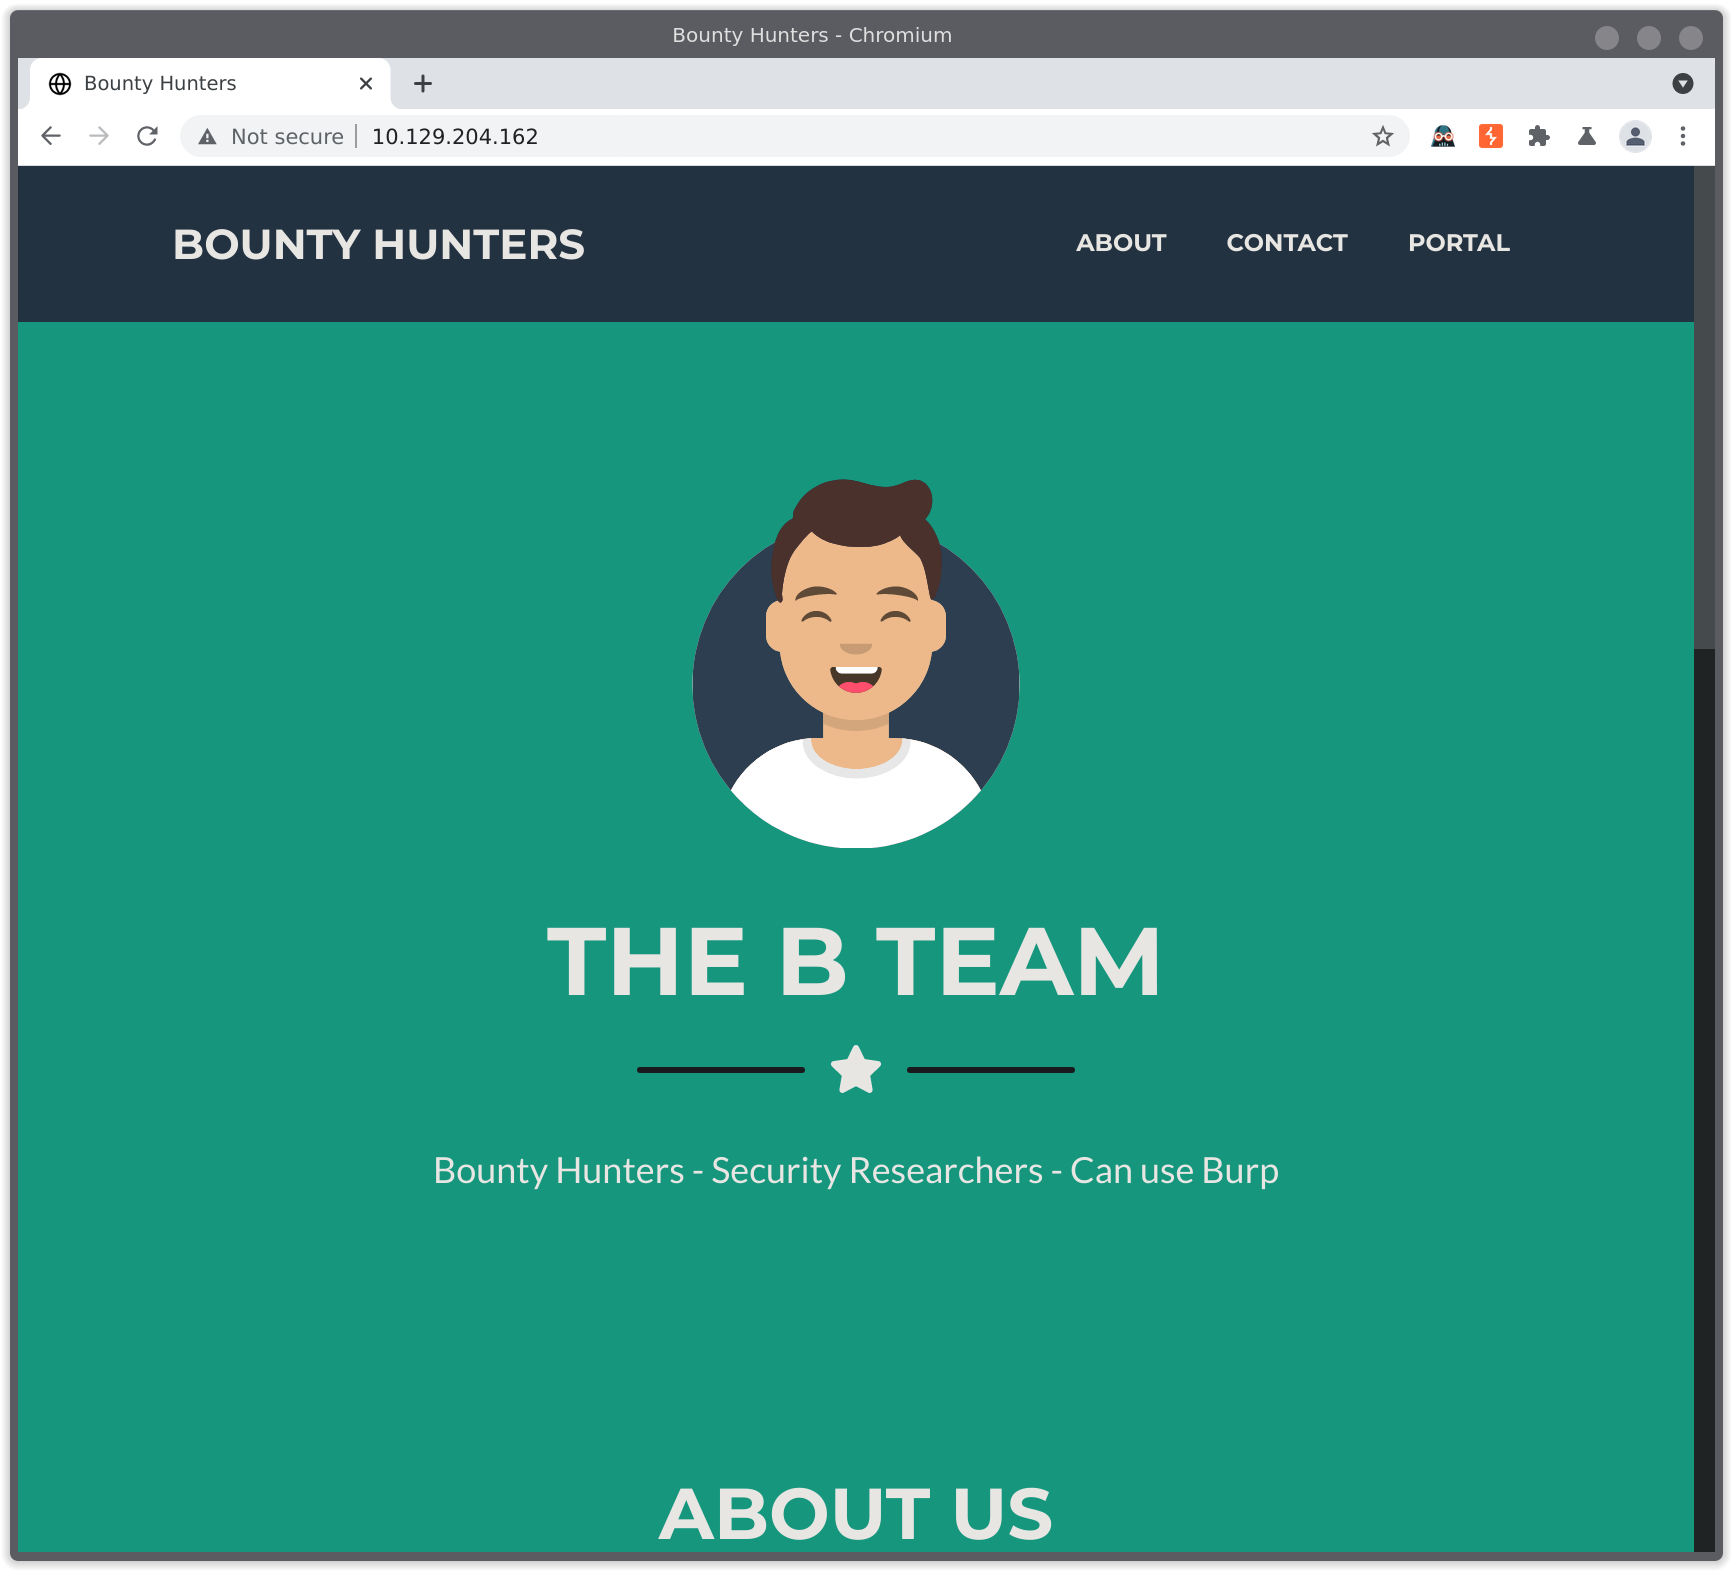 Bounty Hunters - Chromium
Bounty Hunters
Not secure 10.129.204.162
BOUNTY HUNTERS ABOUT CONTACT PORTAL
THE B TEAM
Bounty Hunters - Security Researchers - Can use Burp
ABOUT US